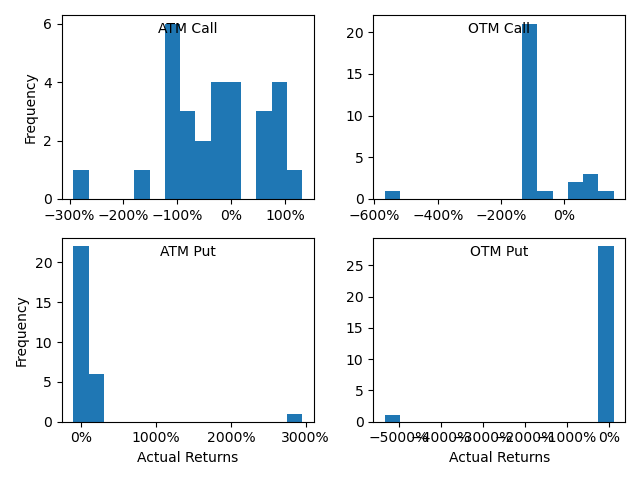 ATM Call
OTM Call
Frequency
6
4
2
0
20
15
10
5
0
−300% −200% −100% 0% 100%
−600% −400% −200% 0%
ATM Put
OTM Put
Frequency
20
15
10
5
0
25
20
15
10
5
0
0% 1000% 2000% 3000%
−5000% −4000% −3000% −2000% −1000% 0%
Actual Returns
Actual Returns